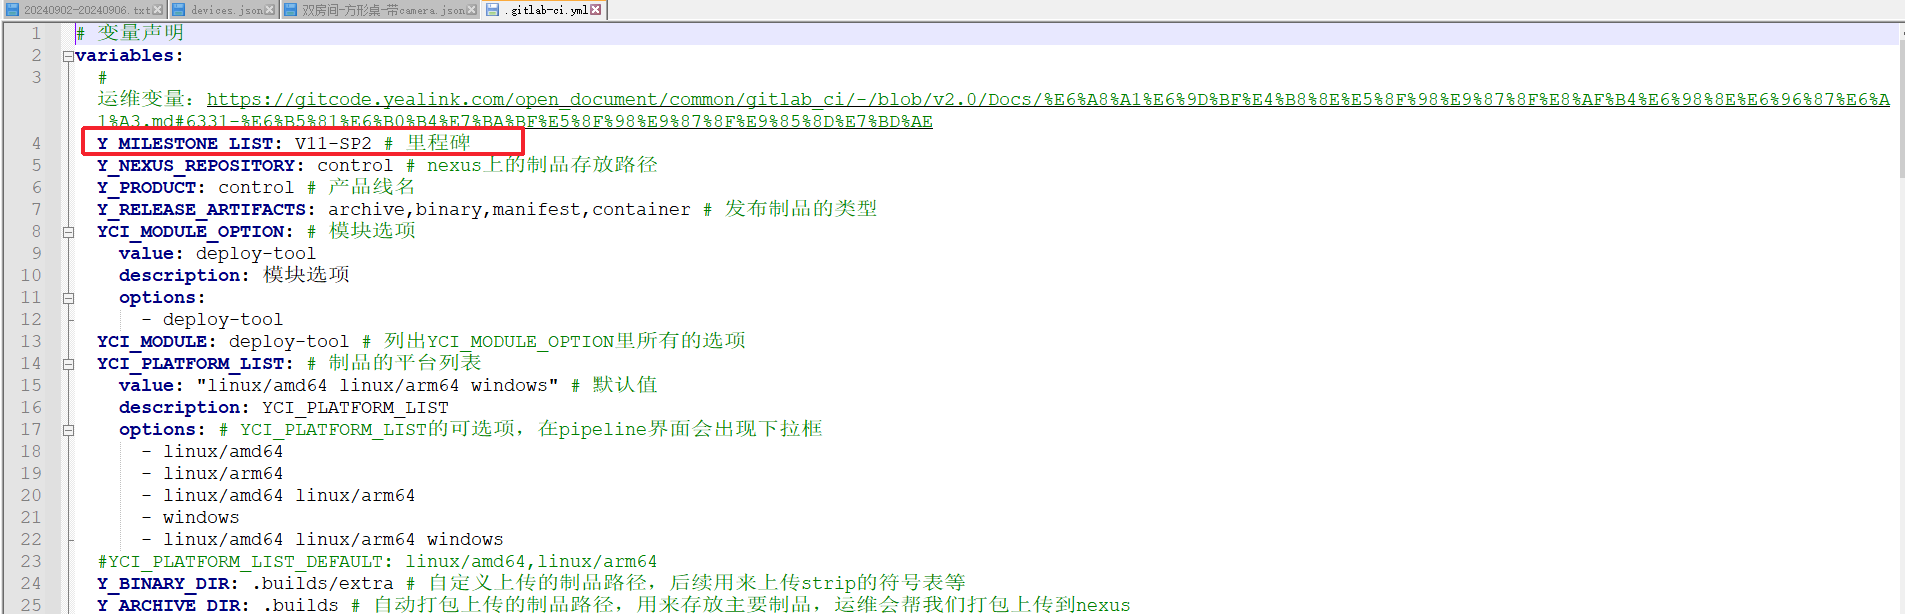 20240902-20240906.txt devices.json 双房间-方形桌-带camera.json .gitlab-ci.yml
1 # 变量声明
2 variables:
3 #
运维变量：https://gitcode.yealink.com/open_document/common/gitlab_ci/-/blob/v2.0/Docs/%E6%A8%A1%E6%9D%BF%E4%B8%8E%E5%8F%98%E9%87%8F%E8%AF%B4%E6%98%8E%E6%96%87%E6%A
1%A3.md#6331-%E6%B5%81%E6%B0%B4%E7%BA%BF%E5%8F%98%E9%87%8F%E9%85%8D%E7%BD%AE
4 Y_MILESTONE_LIST: V11-SP2 # 里程碑
5 Y_NEXUS_REPOSITORY: control # nexus上的制品存放路径
6 Y_PRODUCT: control # 产品线名
7 Y_RELEASE_ARTIFACTS: archive,binary,manifest,container # 发布制品的类型
8 YCI_MODULE_OPTION: # 模块选项
9 value: deploy-tool
10 description: 模块选项
11 options:
12 - deploy-tool
13 YCI_MODULE: deploy-tool # 列出YCI_MODULE_OPTION里所有的选项
14 YCI_PLATFORM_LIST: # 制品的平台列表
15 value: "linux/amd64 linux/arm64 windows" # 默认值
16 description: YCI_PLATFORM_LIST
17 options: # YCI_PLATFORM_LIST的可选项，在pipeline界面会出现下拉框
18 - linux/amd64
19 - linux/arm64
20 - linux/amd64 linux/arm64
21 - windows
22 - linux/amd64 linux/arm64 windows
23 #YCI_PLATFORM_LIST_DEFAULT: linux/amd64,linux/arm64
24 Y_BINARY_DIR: .builds/extra # 自定义上传的制品路径，后续用来上传strip的符号表等
25 Y_ARCHIVE_DIR: .builds # 自动打包上传的制品路径，用来存放主要制品，运维会帮我们打包上传到nexus